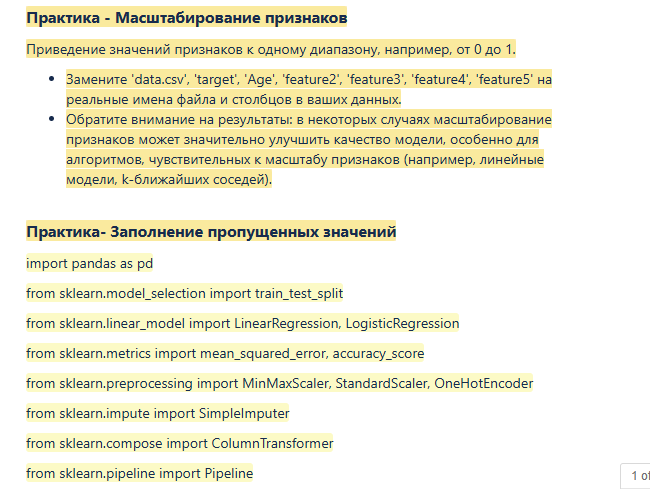 Практика - Масштабирование признаков
Приведение значений признаков к одному диапазону, например, от 0 до 1.
• Замените 'data.csv', 'target', 'Age', 'feature2', 'feature3', 'feature4', 'feature5' на
реальные имена файла и столбцов в ваших данных.
• Обратите внимание на результаты: в некоторых случаях масштабирование
признаков может значительно улучшить качество модели, особенно для
алгоритмов, чувствительных к масштабу признаков (например, линейные
модели, k-ближайших соседей).
Практика- Заполнение пропущенных значений
import pandas as pd
from sklearn.model_selection import train_test_split
from sklearn.linear_model import LinearRegression, LogisticRegression
from sklearn.metrics import mean_squared_error, accuracy_score
from sklearn.preprocessing import MinMaxScaler, StandardScaler, OneHotEncoder
from sklearn.impute import SimpleImputer
from sklearn.compose import ColumnTransformer
from sklearn.pipeline import Pipeline
1 of